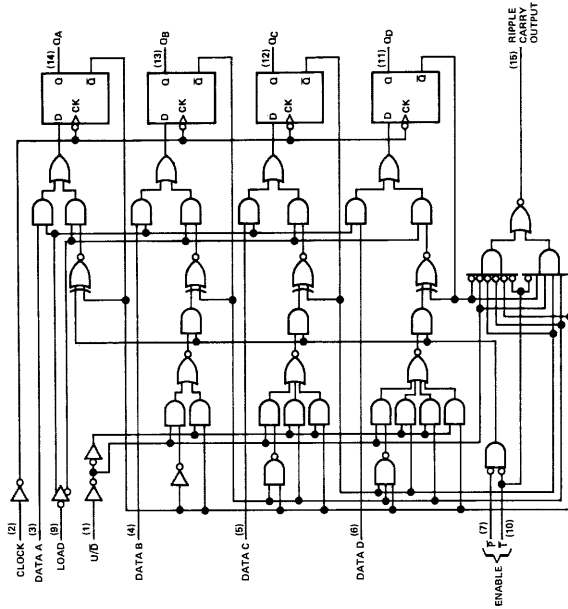 (14) QA
(13) QB
(12) QC
(11) QD
(15) RIPPLE CARRY OUTPUT
Q
Q̅
D
CK
Q
Q̅
D
CK
Q
Q̅
D
CK
Q
Q̅
D
CK
CLOCK (2)
DATA A (3)
LOAD (9)
U/D̅ (1)
DATA B (4)
DATA C (5)
DATA D (6)
ENABLE
P̅ (7)
T̅ (10)